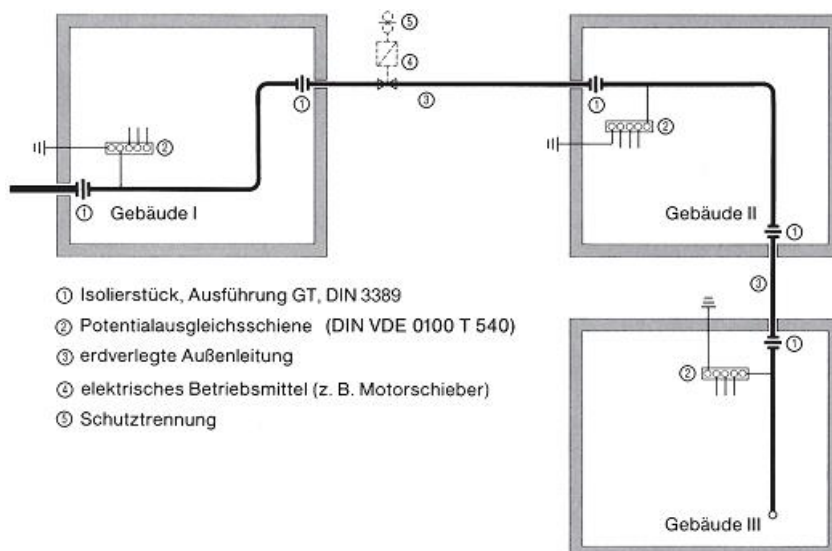 ⑤
④
①
③
①
②
②
①
Gebäude I
Gebäude II
①
③
① Isolierstück, Ausführung GT, DIN 3389
② Potentialausgleichsschiene (DIN VDE 0100 T 540)
③ erdverlegte Außenleitung
④ elektrisches Betriebsmittel (z. B. Motorschieber)
⑤ Schutztrennung
①
②
Gebäude III